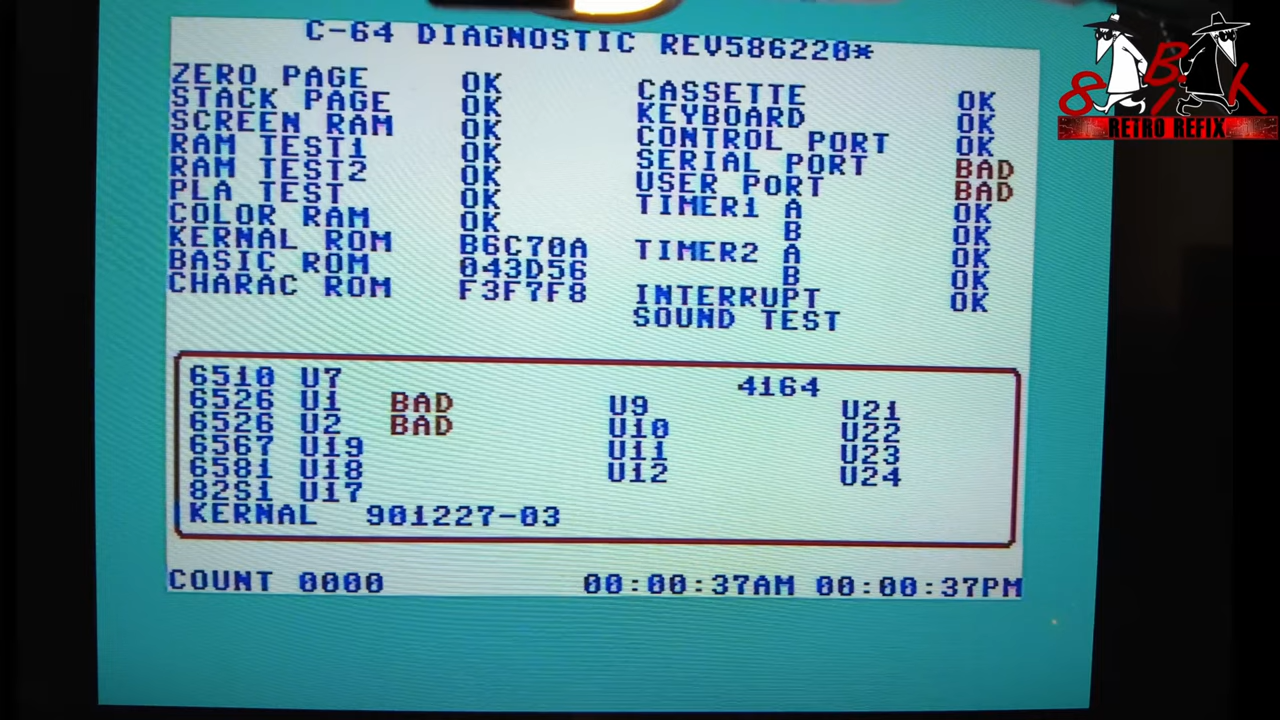 C-64 DIAGNOSTIC REV586220*
ZERO PAGE OK
STACK PAGE OK
SCREEN RAM OK
RAM TEST1 OK
RAM TEST2 OK
PLA TEST OK
COLOR RAM OK
KERNAL ROM B6C70A
BASIC ROM 043D56
CHARAC ROM F3F7F8
CASSETTE OK
KEYBOARD OK
CONTROL PORT OK
SERIAL PORT BAD
USER PORT BAD
TIMER1 A OK
B OK
TIMER2 A OK
B OK
INTERRUPT OK
SOUND TEST
4164
6510 U7
6526 U1 BAD U9 U21
6526 U2 BAD U10 U22
6567 U19 U11 U23
6581 U18 U12 U24
82S1 U17
KERNAL 901227-03
COUNT 0000 00:00:37AM 00:00:37PM
8 Bit
RETRO REFIX